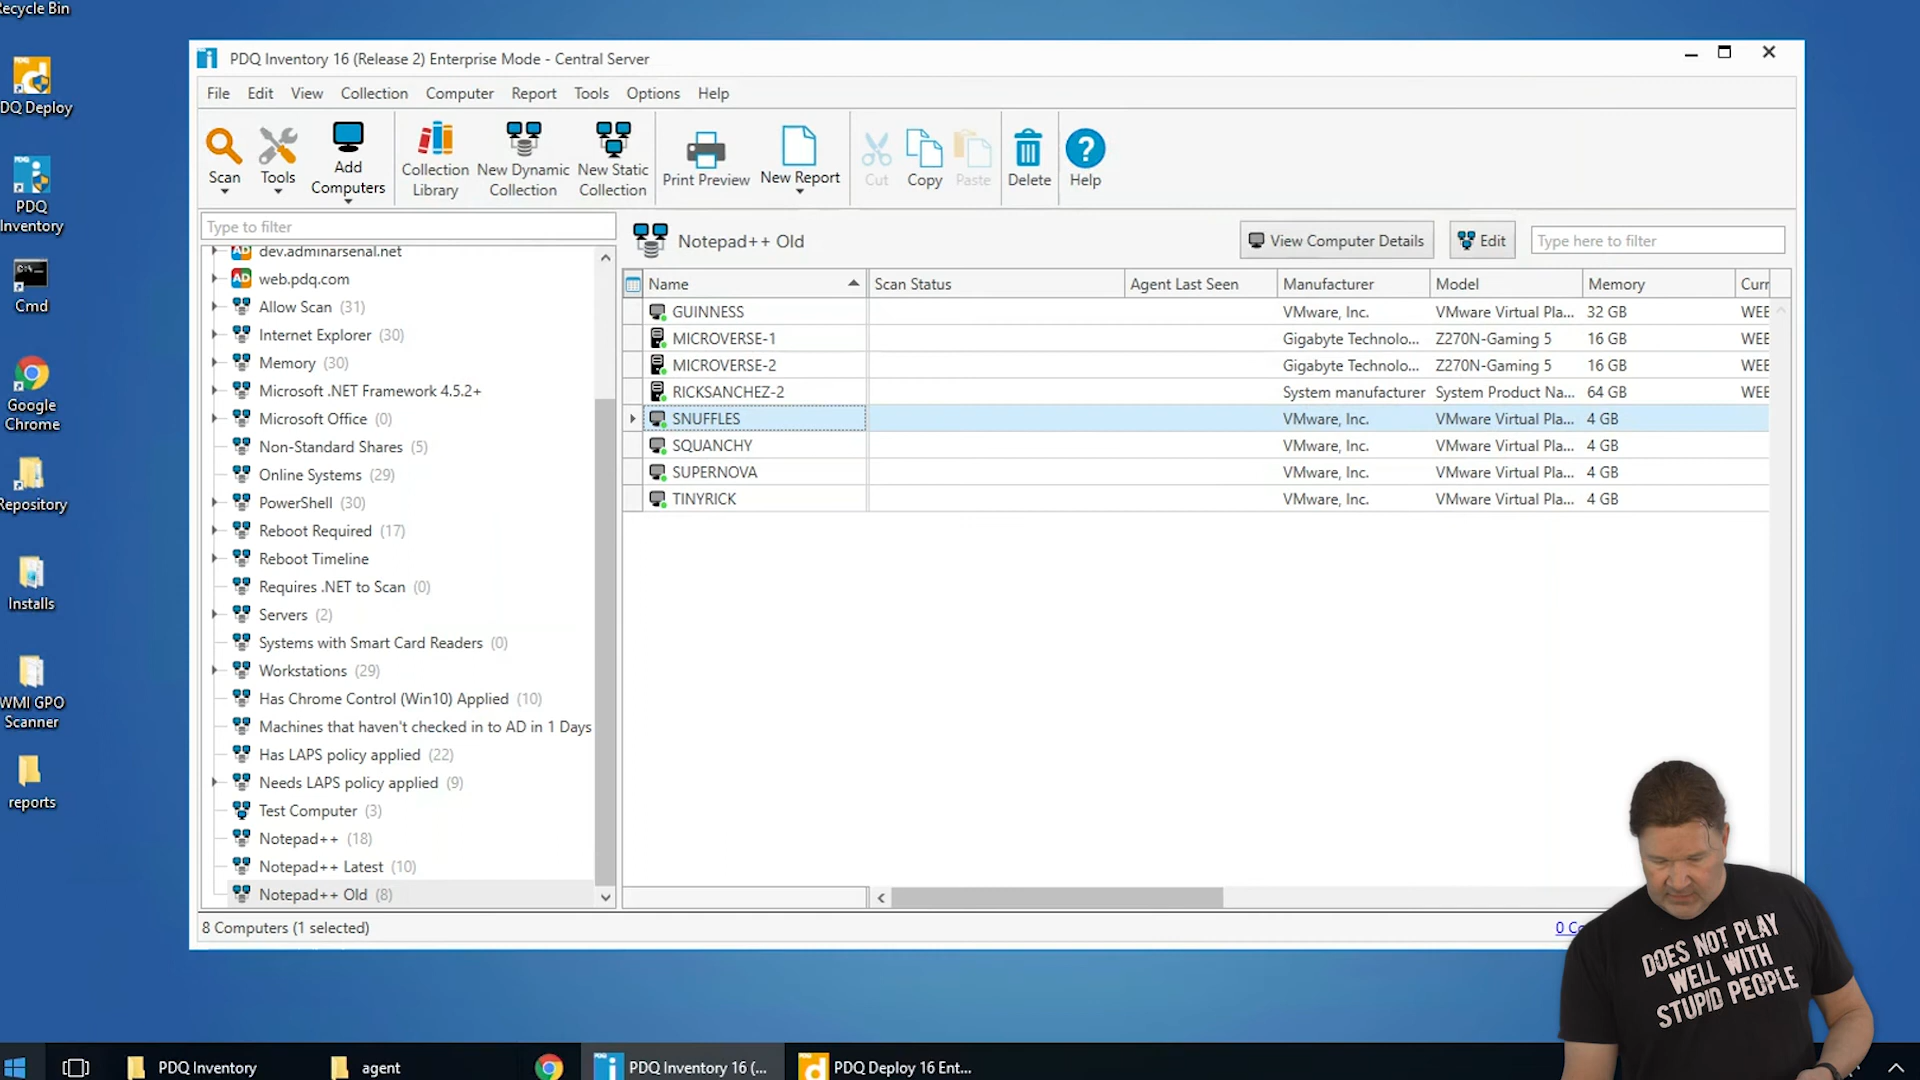 Recycle Bin
PDQ Inventory 16 (Release 2) Enterprise Mode - Central Server
File Edit View Collection Computer Report Tools Options Help
Scan
Tools
Add
Computers
Collection
Library
New Dynamic
Collection
New Static
Collection
Print Preview
New Report
Cut
Copy
Paste
Delete
Help
DQ Deploy
PDQ
Inventory
Cmd
Google
Chrome
Repository
Installs
WMI GPO
Scanner
reports
Type to filter
dev.adminarsenal.net
web.pdq.com
Allow Scan (31)
Internet Explorer (30)
Memory (30)
Microsoft .NET Framework 4.5.2+
Microsoft Office (0)
Non-Standard Shares (5)
Online Systems (29)
PowerShell (30)
Reboot Required (17)
Reboot Timeline
Requires .NET to Scan (0)
Servers (2)
Systems with Smart Card Readers (0)
Workstations (29)
Has Chrome Control (Win10) Applied (10)
Machines that haven't checked in to AD in 1 Days
Has LAPS policy applied (22)
Needs LAPS policy applied (9)
Test Computer (3)
Notepad++ (18)
Notepad++ Latest (10)
Notepad++ Old (8)
Notepad++ Old
View Computer Details
Edit
Type here to filter
Name Scan Status Agent Last Seen Manufacturer Model Memory Curr
GUINNESS VMware, Inc. VMware Virtual Pla... 32 GB WEE
MICROVERSE-1 Gigabyte Technolo... Z270N-Gaming 5 16 GB WEE
MICROVERSE-2 Gigabyte Technolo... Z270N-Gaming 5 16 GB WEE
RICKSANCHEZ-2 System manufacturer System Product Na... 64 GB WEE
SNUFFLES VMware, Inc. VMware Virtual Pla... 4 GB
SQUANCHY VMware, Inc. VMware Virtual Pla... 4 GB
SUPERNOVA VMware, Inc. VMware Virtual Pla... 4 GB
TINYRICK VMware, Inc. VMware Virtual Pla... 4 GB
8 Computers (1 selected)
0 Co
DOES NOT PLAY
WELL WITH
STUPID PEOPLE
PDQ Inventory
agent
PDQ Inventory 16 (...
PDQ Deploy 16 Ent...